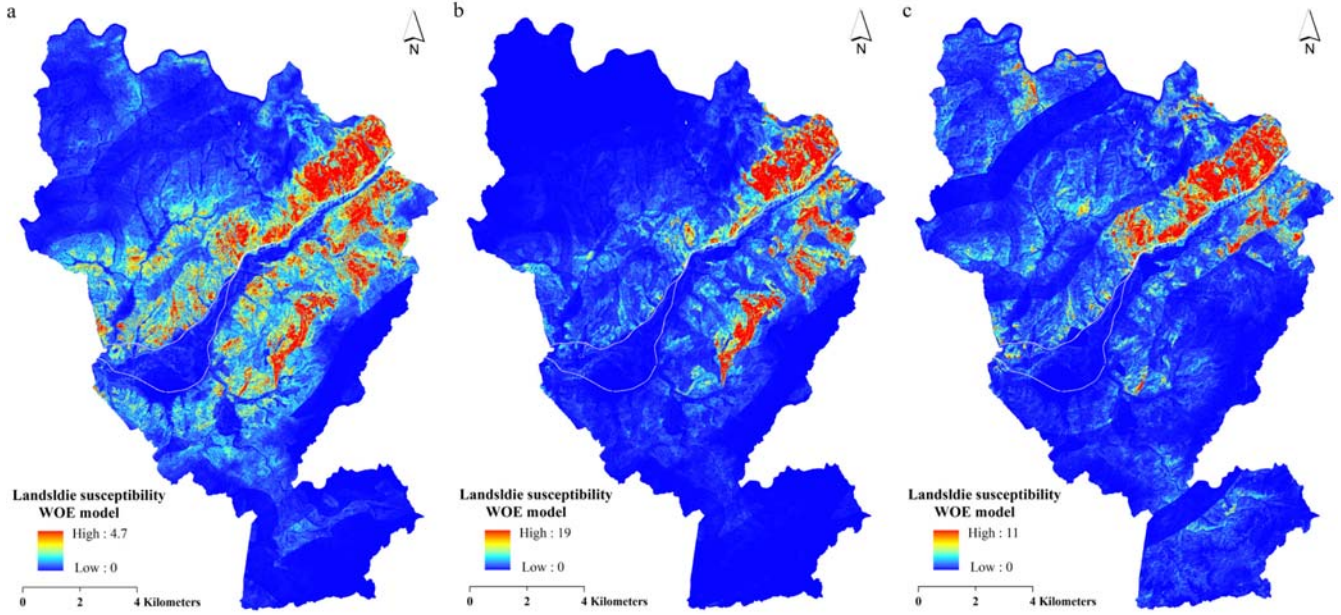 a
N
Landsldie susceptibility
WOE model
High : 4.7
Low : 0
0 2 4 Kilometers
b
N
Landsldie susceptibility
WOE model
High : 19
Low : 0
0 2 4 Kilometers
c
N
Landsldie susceptibility
WOE model
High : 11
Low : 0
0 2 4 Kilometers